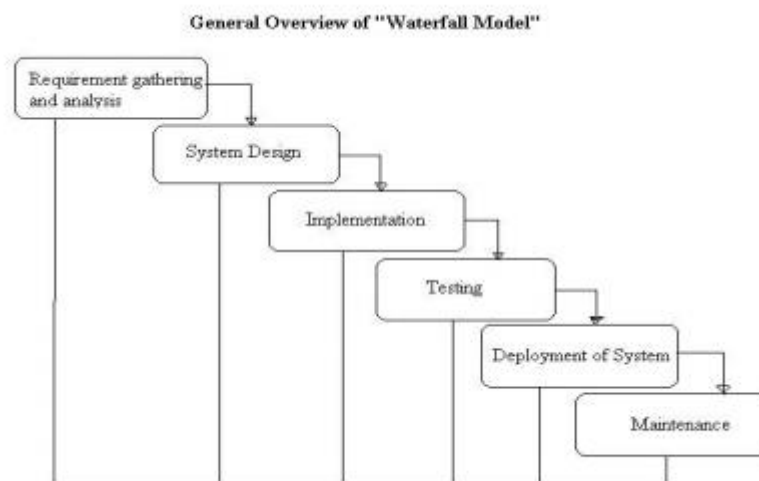 General Overview of "Waterfall Model"
Requirement gathering
and analysis
System Design
Implementation
Testing
Deployment of System
Maintenance